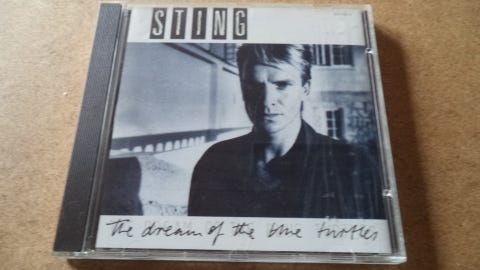 STING
the dream of the blue turtles